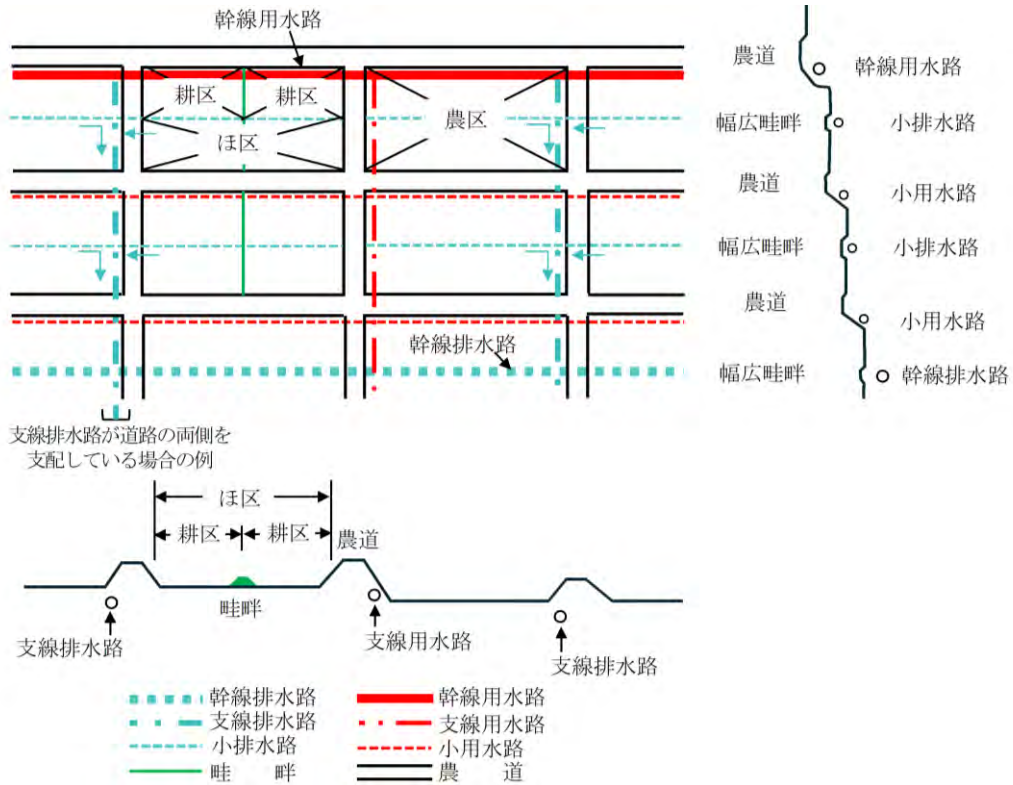 幹線用水路
耕区
耕区
ほ区
農区
幹線排水路
支線排水路が道路の両側を
支配している場合の例
農道
幹線用水路
幅広畦畔
小排水路
農道
小用水路
幅広畦畔
小排水路
農道
小用水路
幅広畦畔
幹線排水路
ほ区
耕区
耕区
農道
畦畔
支線排水路
支線用水路
支線排水路
幹線排水路
幹線用水路
支線排水路
支線用水路
小排水路
小用水路
畦 畔
農 道